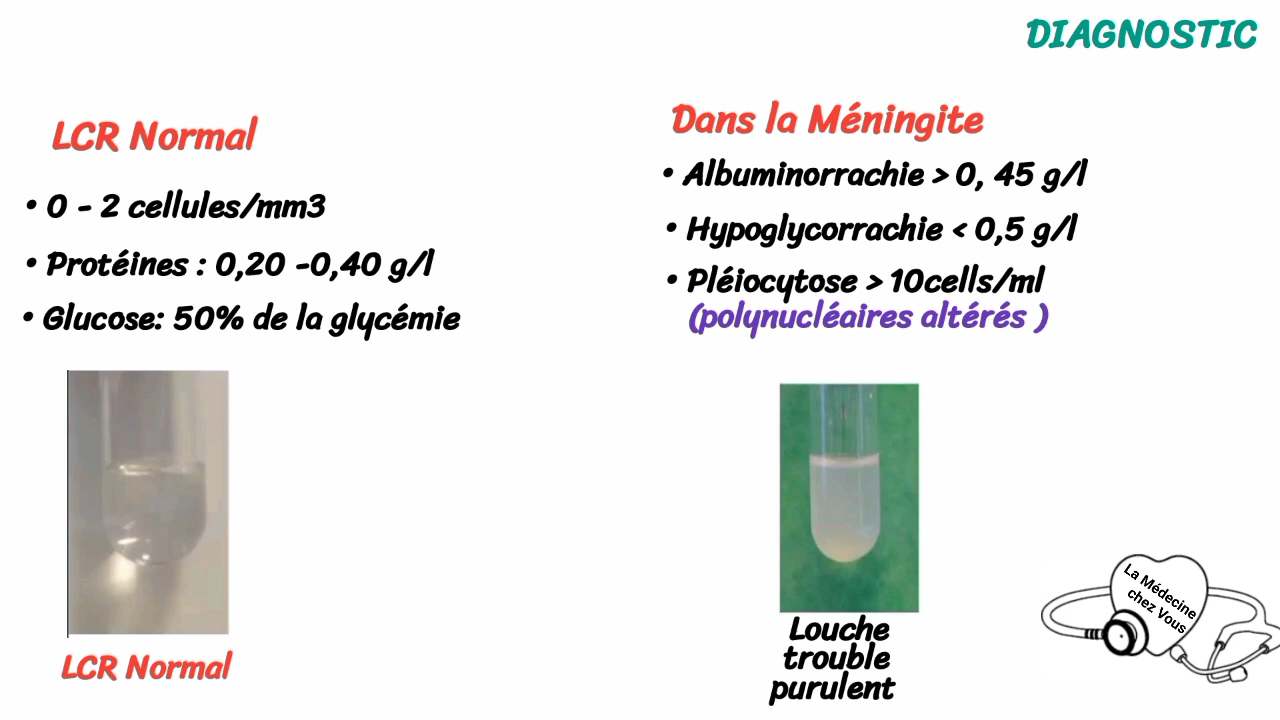 DIAGNOSTIC
LCR Normal
• 0 - 2 cellules/mm3
• Protéines : 0,20 -0,40 g/l
• Glucose: 50% de la glycémie
LCR Normal
Dans la Méningite
• Albuminorrachie > 0, 45 g/l
• Hypoglycorrachie < 0,5 g/l
• Pléiocytose > 10cells/ml
(polynucléaires altérés )
Louche
trouble
purulent
La Médecine
chez Vous